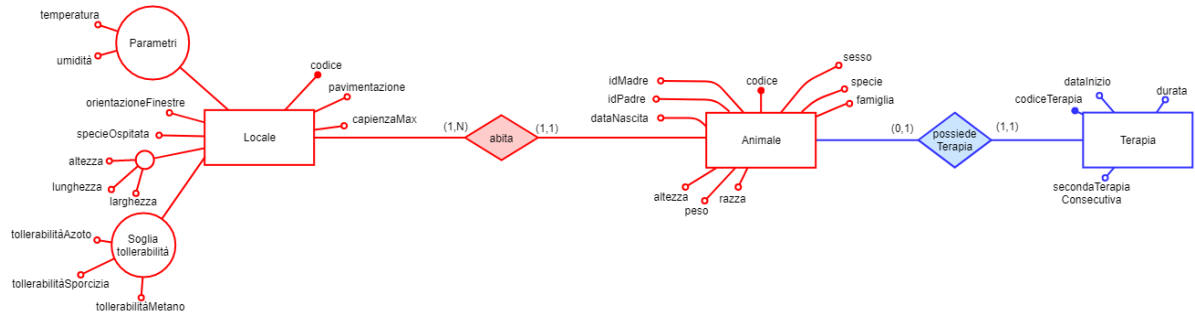 temperatura
Parametri
umidità
codice
pavimentazione
orientazioneFinestre
capienzaMax
specieOspitata
Locale
altezza
lunghezza
larghezza
Soglia
tollerabilità
tollerabilitàAzoto
tollerabilitàSporcizia
tollerabilitàMetano
(1,N)
abita
(1,1)
sesso
idMadre
codice
specie
idPadre
famiglia
dataNascita
Animale
altezza
peso
razza
(0,1)
possiede
Terapia
(1,1)
dataInizio
durata
codiceTerapia
Terapia
secondaTerapia
Consecutiva